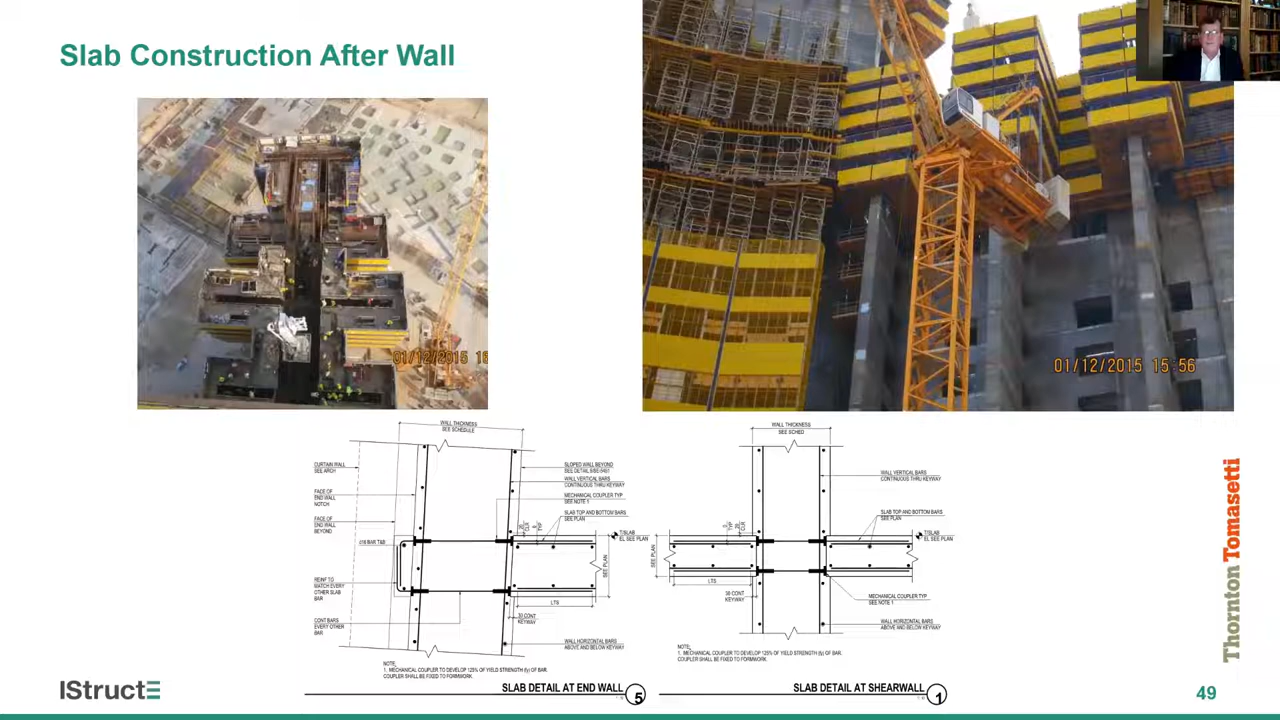 Slab Construction After Wall
01/12/2015 15
01/12/2015 15-56
WALL THICKNESS
SEE SCHEDULE
CURTAIN WALL
SEE ARCH
FACE OF
END WALL
NOTCH
FACE OF
END WALL
BEYOND
REINF TO
MATCH EVERY
OTHER SLAB
BAR
CONT BARS
EVERY OTHER
BAR
SLOPED WALL BEYOND
WALL VERTICAL BARS
CONTINUOUS THRU KEYWAY
MECHANICAL COUPLER TYP
SEE NOTE 1
SLAB TOP AND BOTTOM BARS
SEE PLAN
T/SLAB
EL SEE PLAN
SEE PLAN
LTS
30 CONT
KEYWAY
WALL HORIZONTAL BARS
ABOVE AND BELOW KEYWAY
NOTE:
1. MECHANICAL COUPLER TO DEVELOP 125% OF YIELD STRENGTH (fy) OF BAR.
COUPLER SHALL BE FIXED TO FORMWORK.
SLAB DETAIL AT END WALL 5
WALL THICKNESS
SEE SCHED
WALL VERTICAL BARS
CONTINUOUS THRU KEYWAY
SLAB TOP AND BOTTOM BARS
SEE PLAN
T/SLAB
EL SEE PLAN
SEE PLAN
LTS
30 CONT
KEYWAY
MECHANICAL COUPLER TYP
SEE NOTE 1
WALL HORIZONTAL BARS
ABOVE AND BELOW KEYWAY
NOTE:
1. MECHANICAL COUPLER TO DEVELOP 125% OF YIELD STRENGTH (fy) OF BAR.
COUPLER SHALL BE FIXED TO FORMWORK.
SLAB DETAIL AT SHEARWALL 1
Thornton Tomasetti
IStructE
49